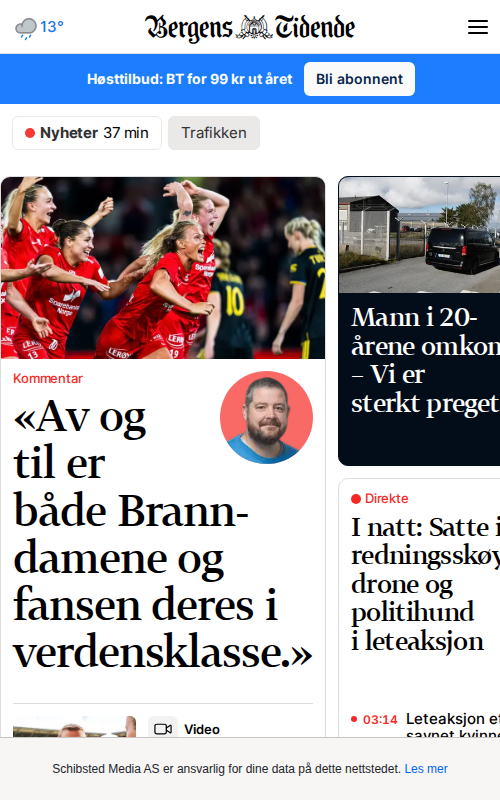 13°
Bergens Tidende
Høsttilbud: BT for 99 kr ut året
Bli abonnent
Nyheter 37 min
Trafikken
Kommentar
«Av og
til er
både Brann-
damene og
fansen deres i
verdensklasse.»
Video
Mann i 20-
årene omkom
– Vi er
sterkt preget
Direkte
I natt: Satte i
redningsskøy
drone og
politihund
i leteaksjon
03:14 Leteaksjon et
savnet kvinne
Schibsted Media AS er ansvarlig for dine data på dette nettstedet. Les mer